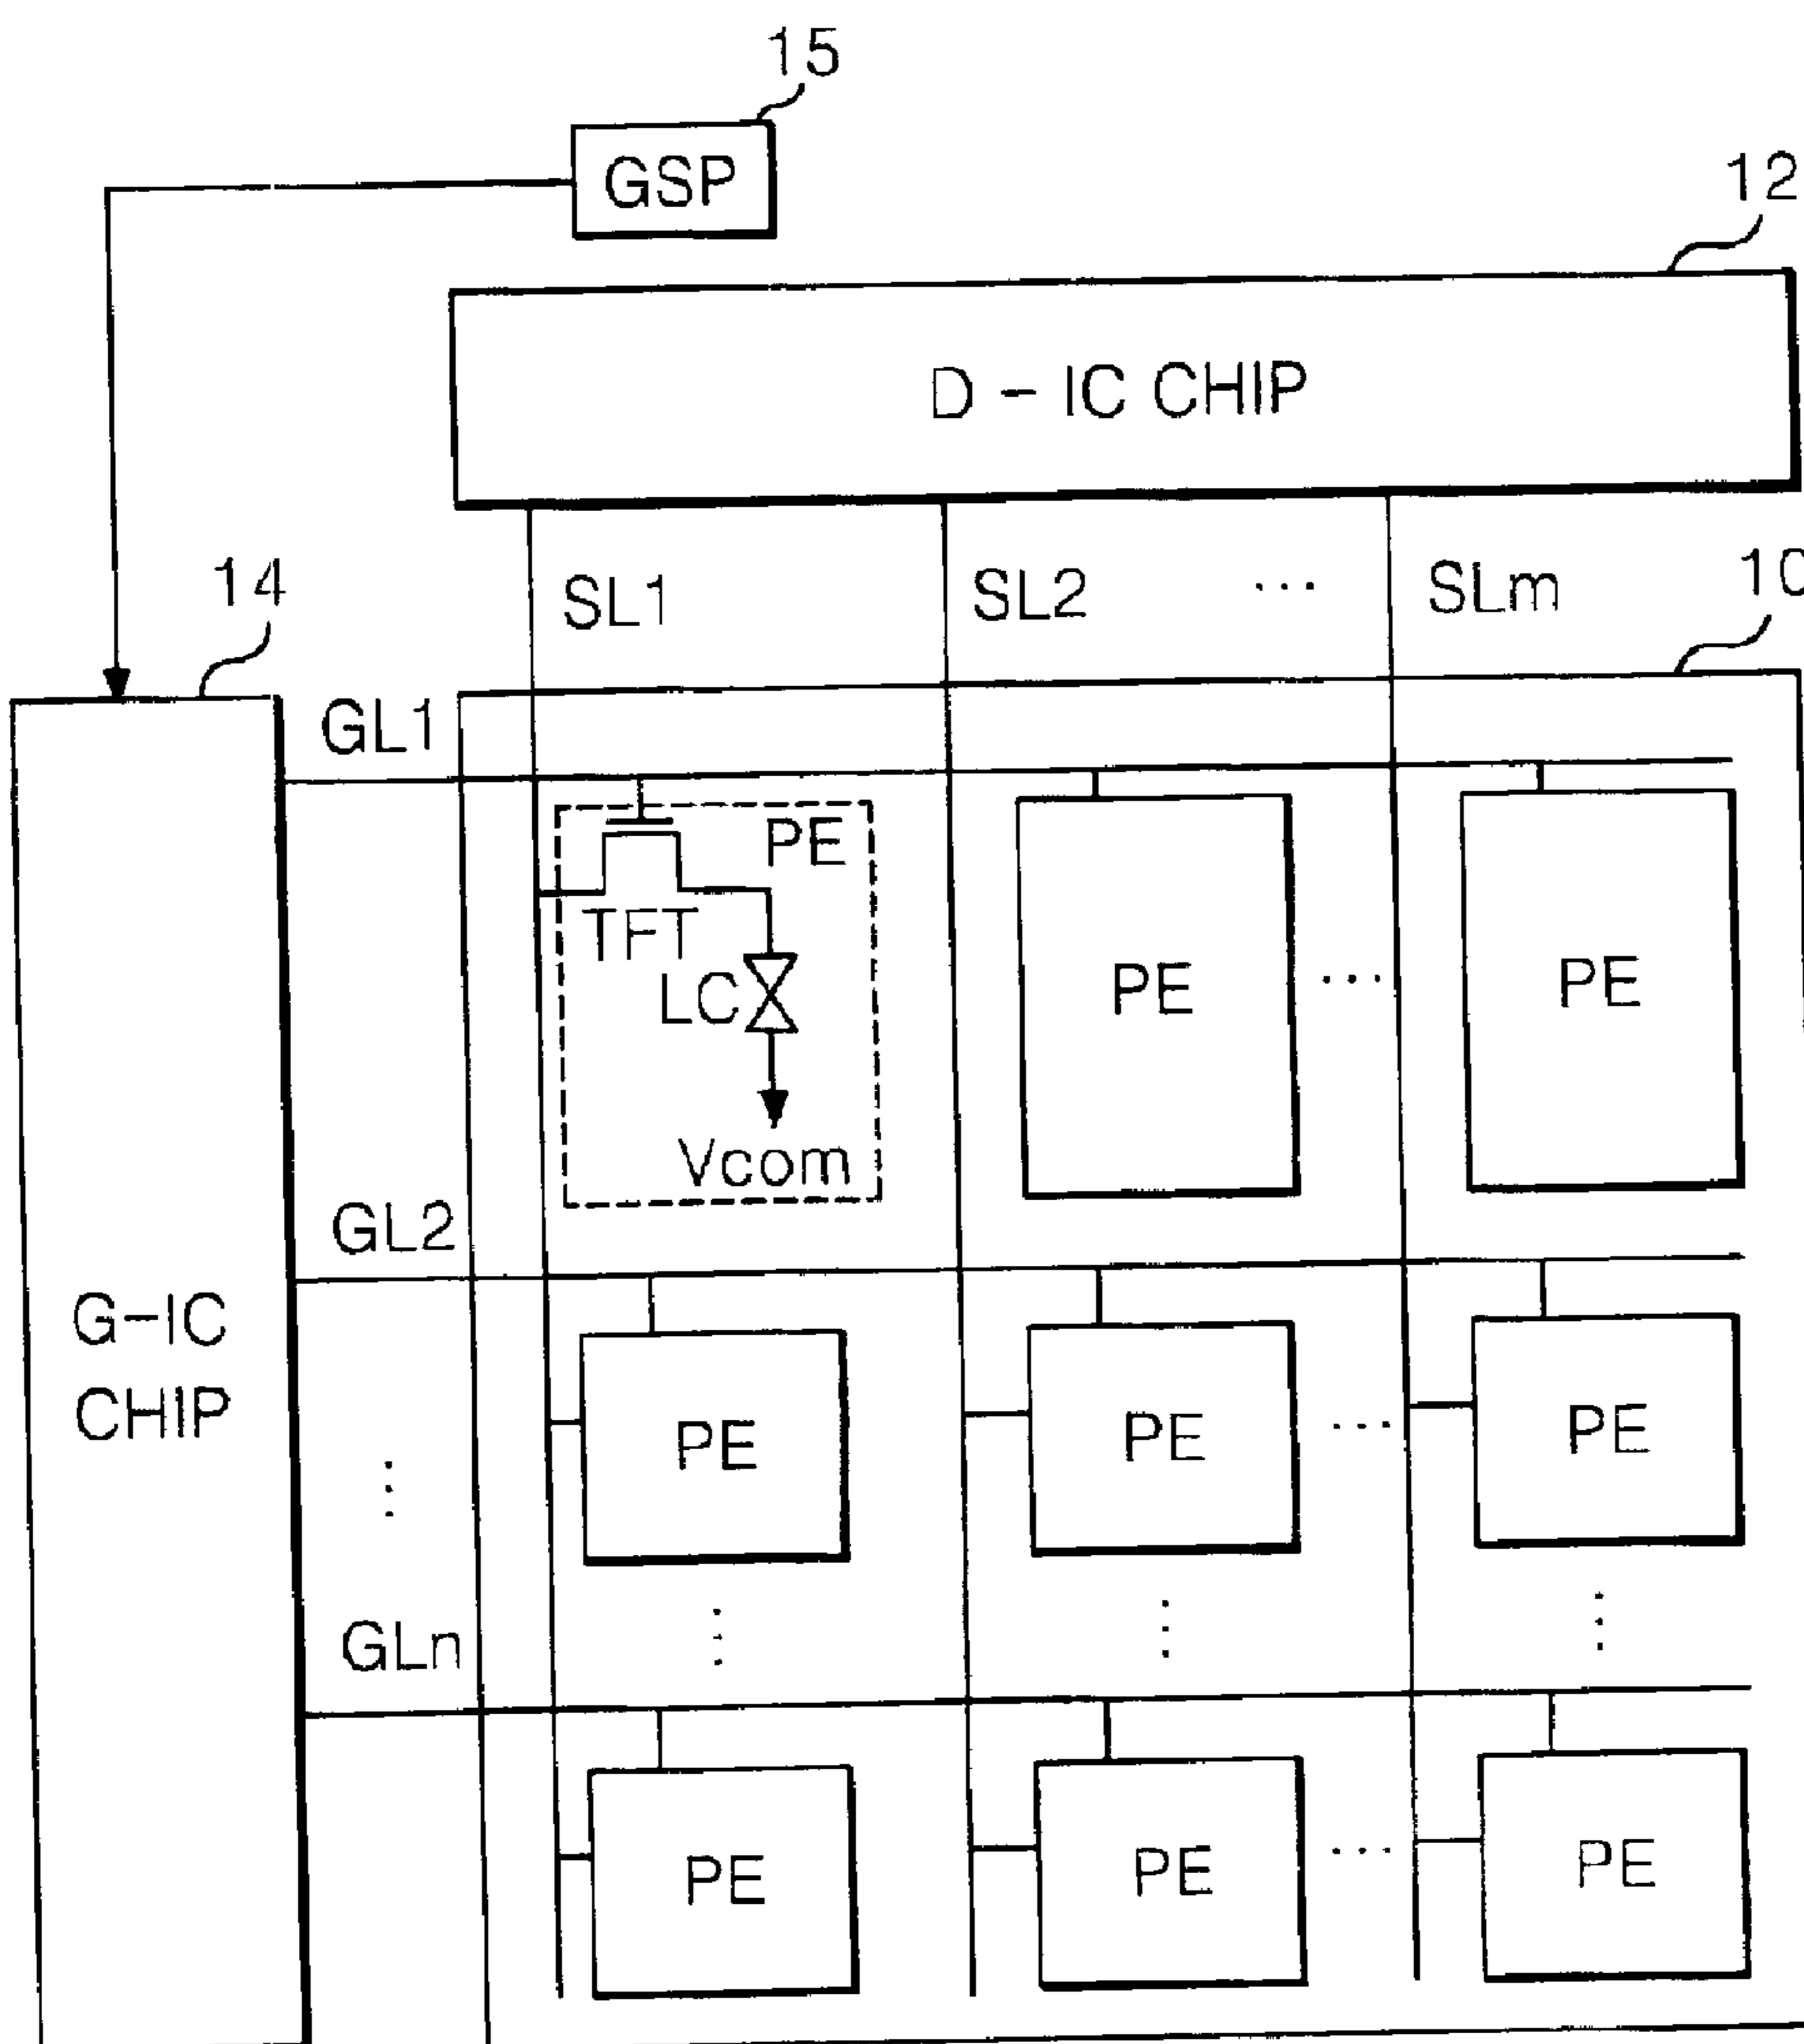 15
GSP
12
D - IC CHIP
SL1 SL2 ... SLm
10
14
GL1
PE
TFT
LC
Vcom
PE ... PE
GL2
G-IC
CHIP
PE PE ... PE
GLn
PE PE ... PE